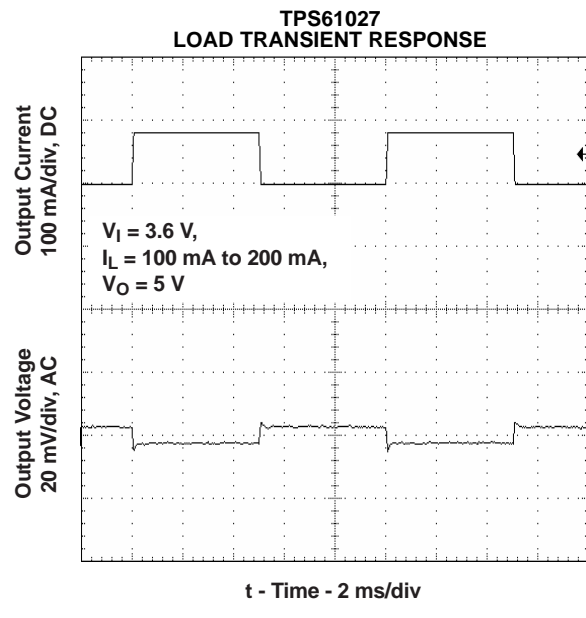 TPS61027
LOAD TRANSIENT RESPONSE
Output Current
100 mA/div, DC
VI = 3.6 V,
IL = 100 mA to 200 mA,
VO = 5 V
Output Voltage
20 mV/div, AC
t - Time - 2 ms/div